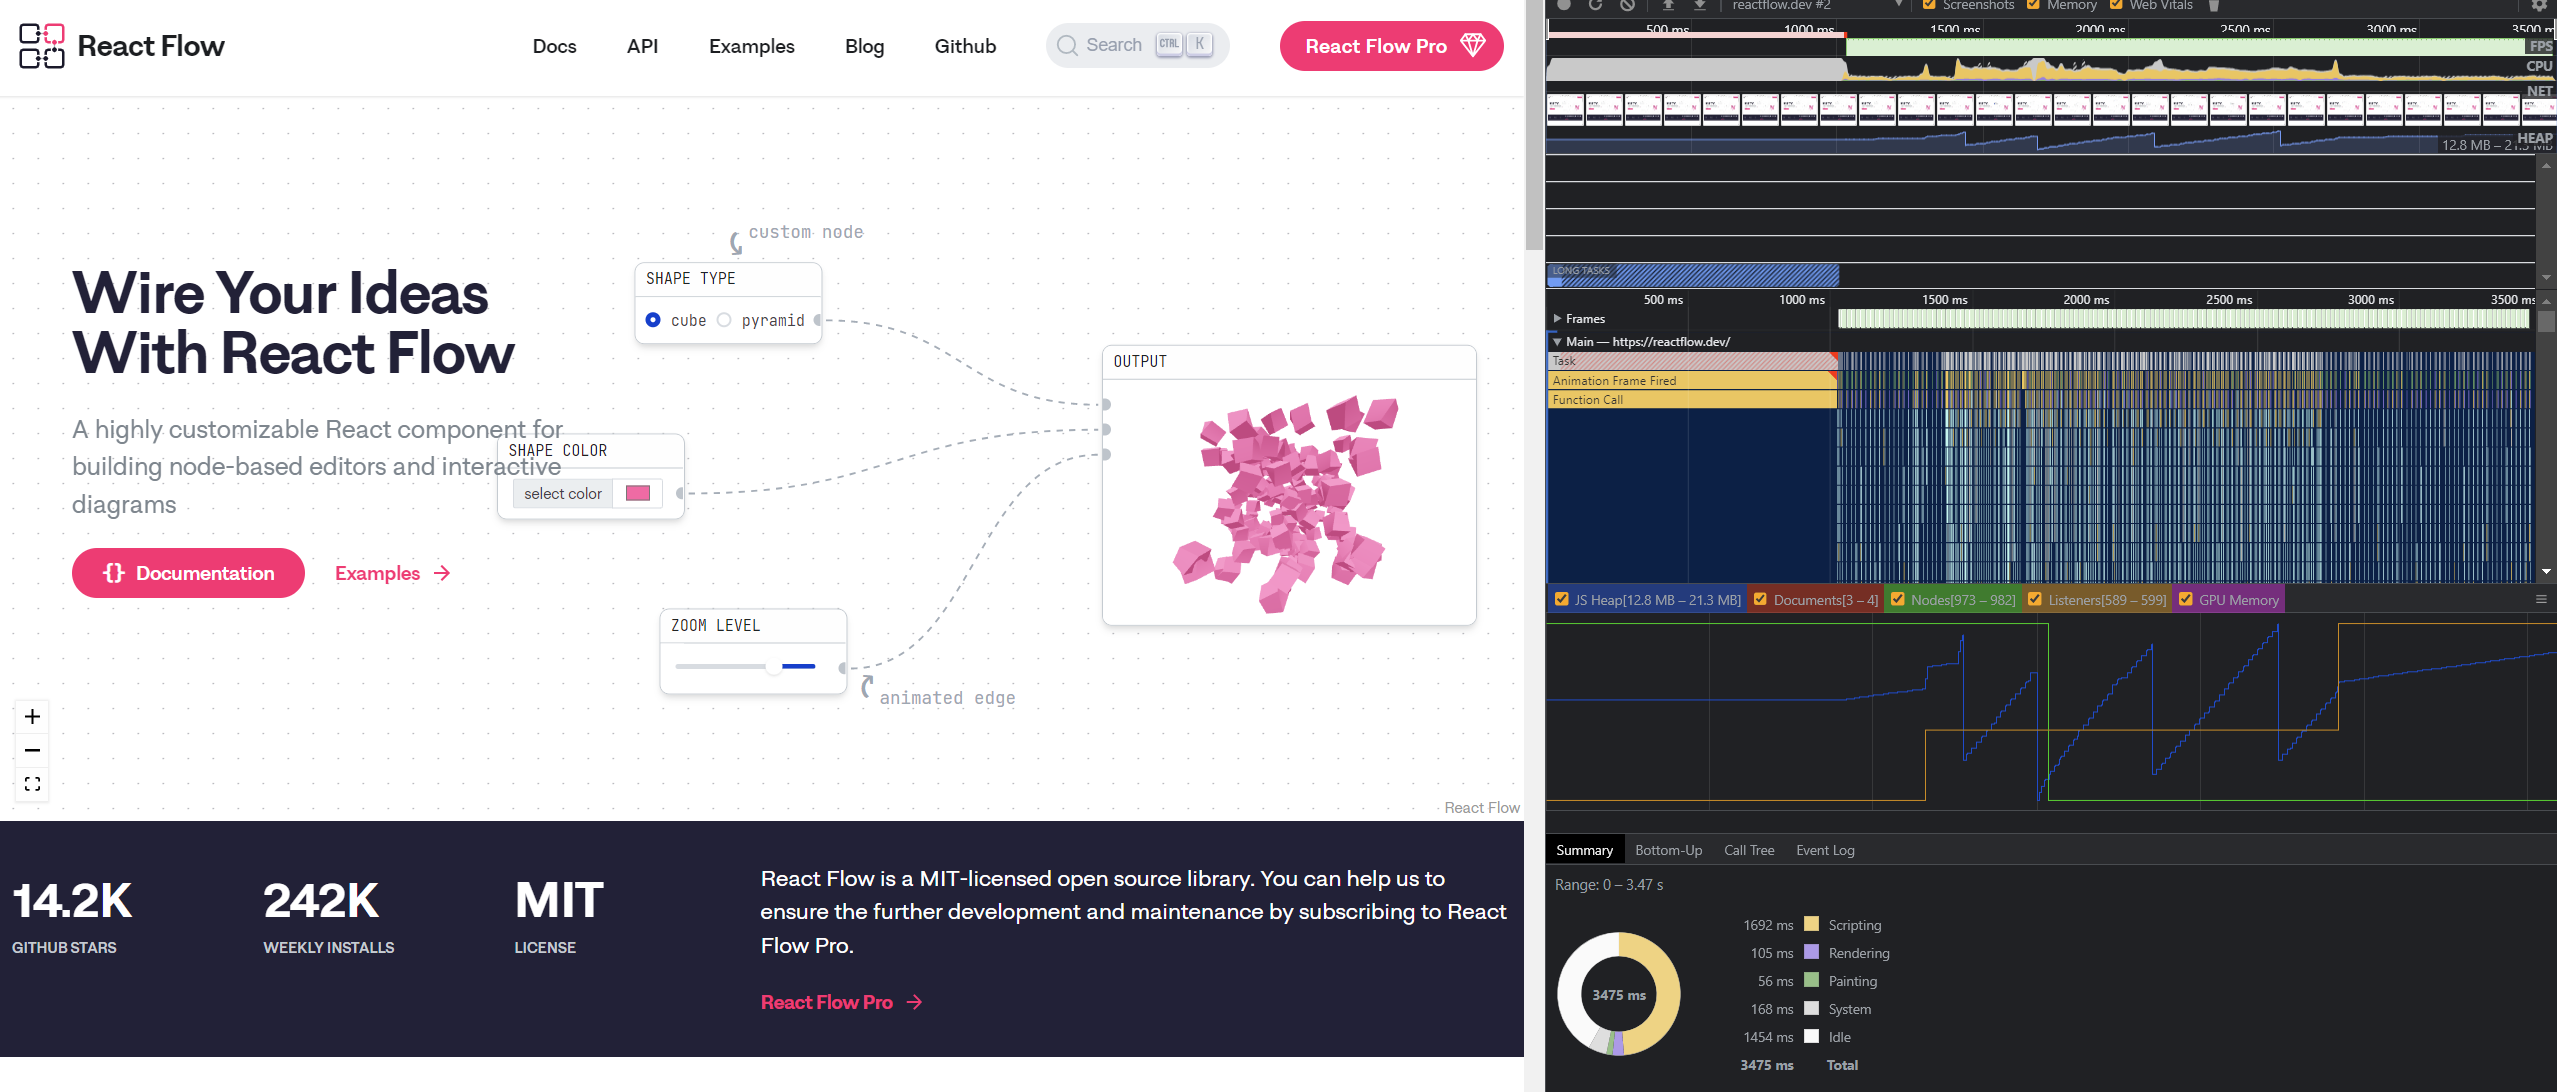 React Flow
Docs
API
Examples
Blog
Github
Search
CTRL
K
React Flow Pro
Wire Your Ideas
With React Flow
A highly customizable React component for
building node-based editors and interactive
diagrams
{} Documentation
Examples →
custom node
SHAPE TYPE
cube
pyramid
SHAPE COLOR
select color
ZOOM LEVEL
animated edge
OUTPUT
React Flow
14.2K
GITHUB STARS
242K
WEEKLY INSTALLS
MIT
LICENSE
React Flow is a MIT-licensed open source library. You can help us to
ensure the further development and maintenance by subscribing to React
Flow Pro.
React Flow Pro →
reactflow.dev #2
Screenshots
Memory
Web Vitals
500 ms
1000 ms
1500 ms
2000 ms
2500 ms
3000 ms
3500 m
FPS
CPU
NET
HEAP
12.8 MB – 21.3 MB
LONG TASKS
500 ms
1000 ms
1500 ms
2000 ms
2500 ms
3000 ms
3500 ms
Frames
Main — https://reactflow.dev/
Task
Animation Frame Fired
Function Call
JS Heap[12.8 MB – 21.3 MB]
Documents[3 – 4]
Nodes[973 – 982]
Listeners[589 – 599]
GPU Memory
Summary
Bottom-Up
Call Tree
Event Log
Range: 0 – 3.47 s
3475 ms
1692 ms Scripting
105 ms Rendering
56 ms Painting
168 ms System
1454 ms Idle
3475 ms Total